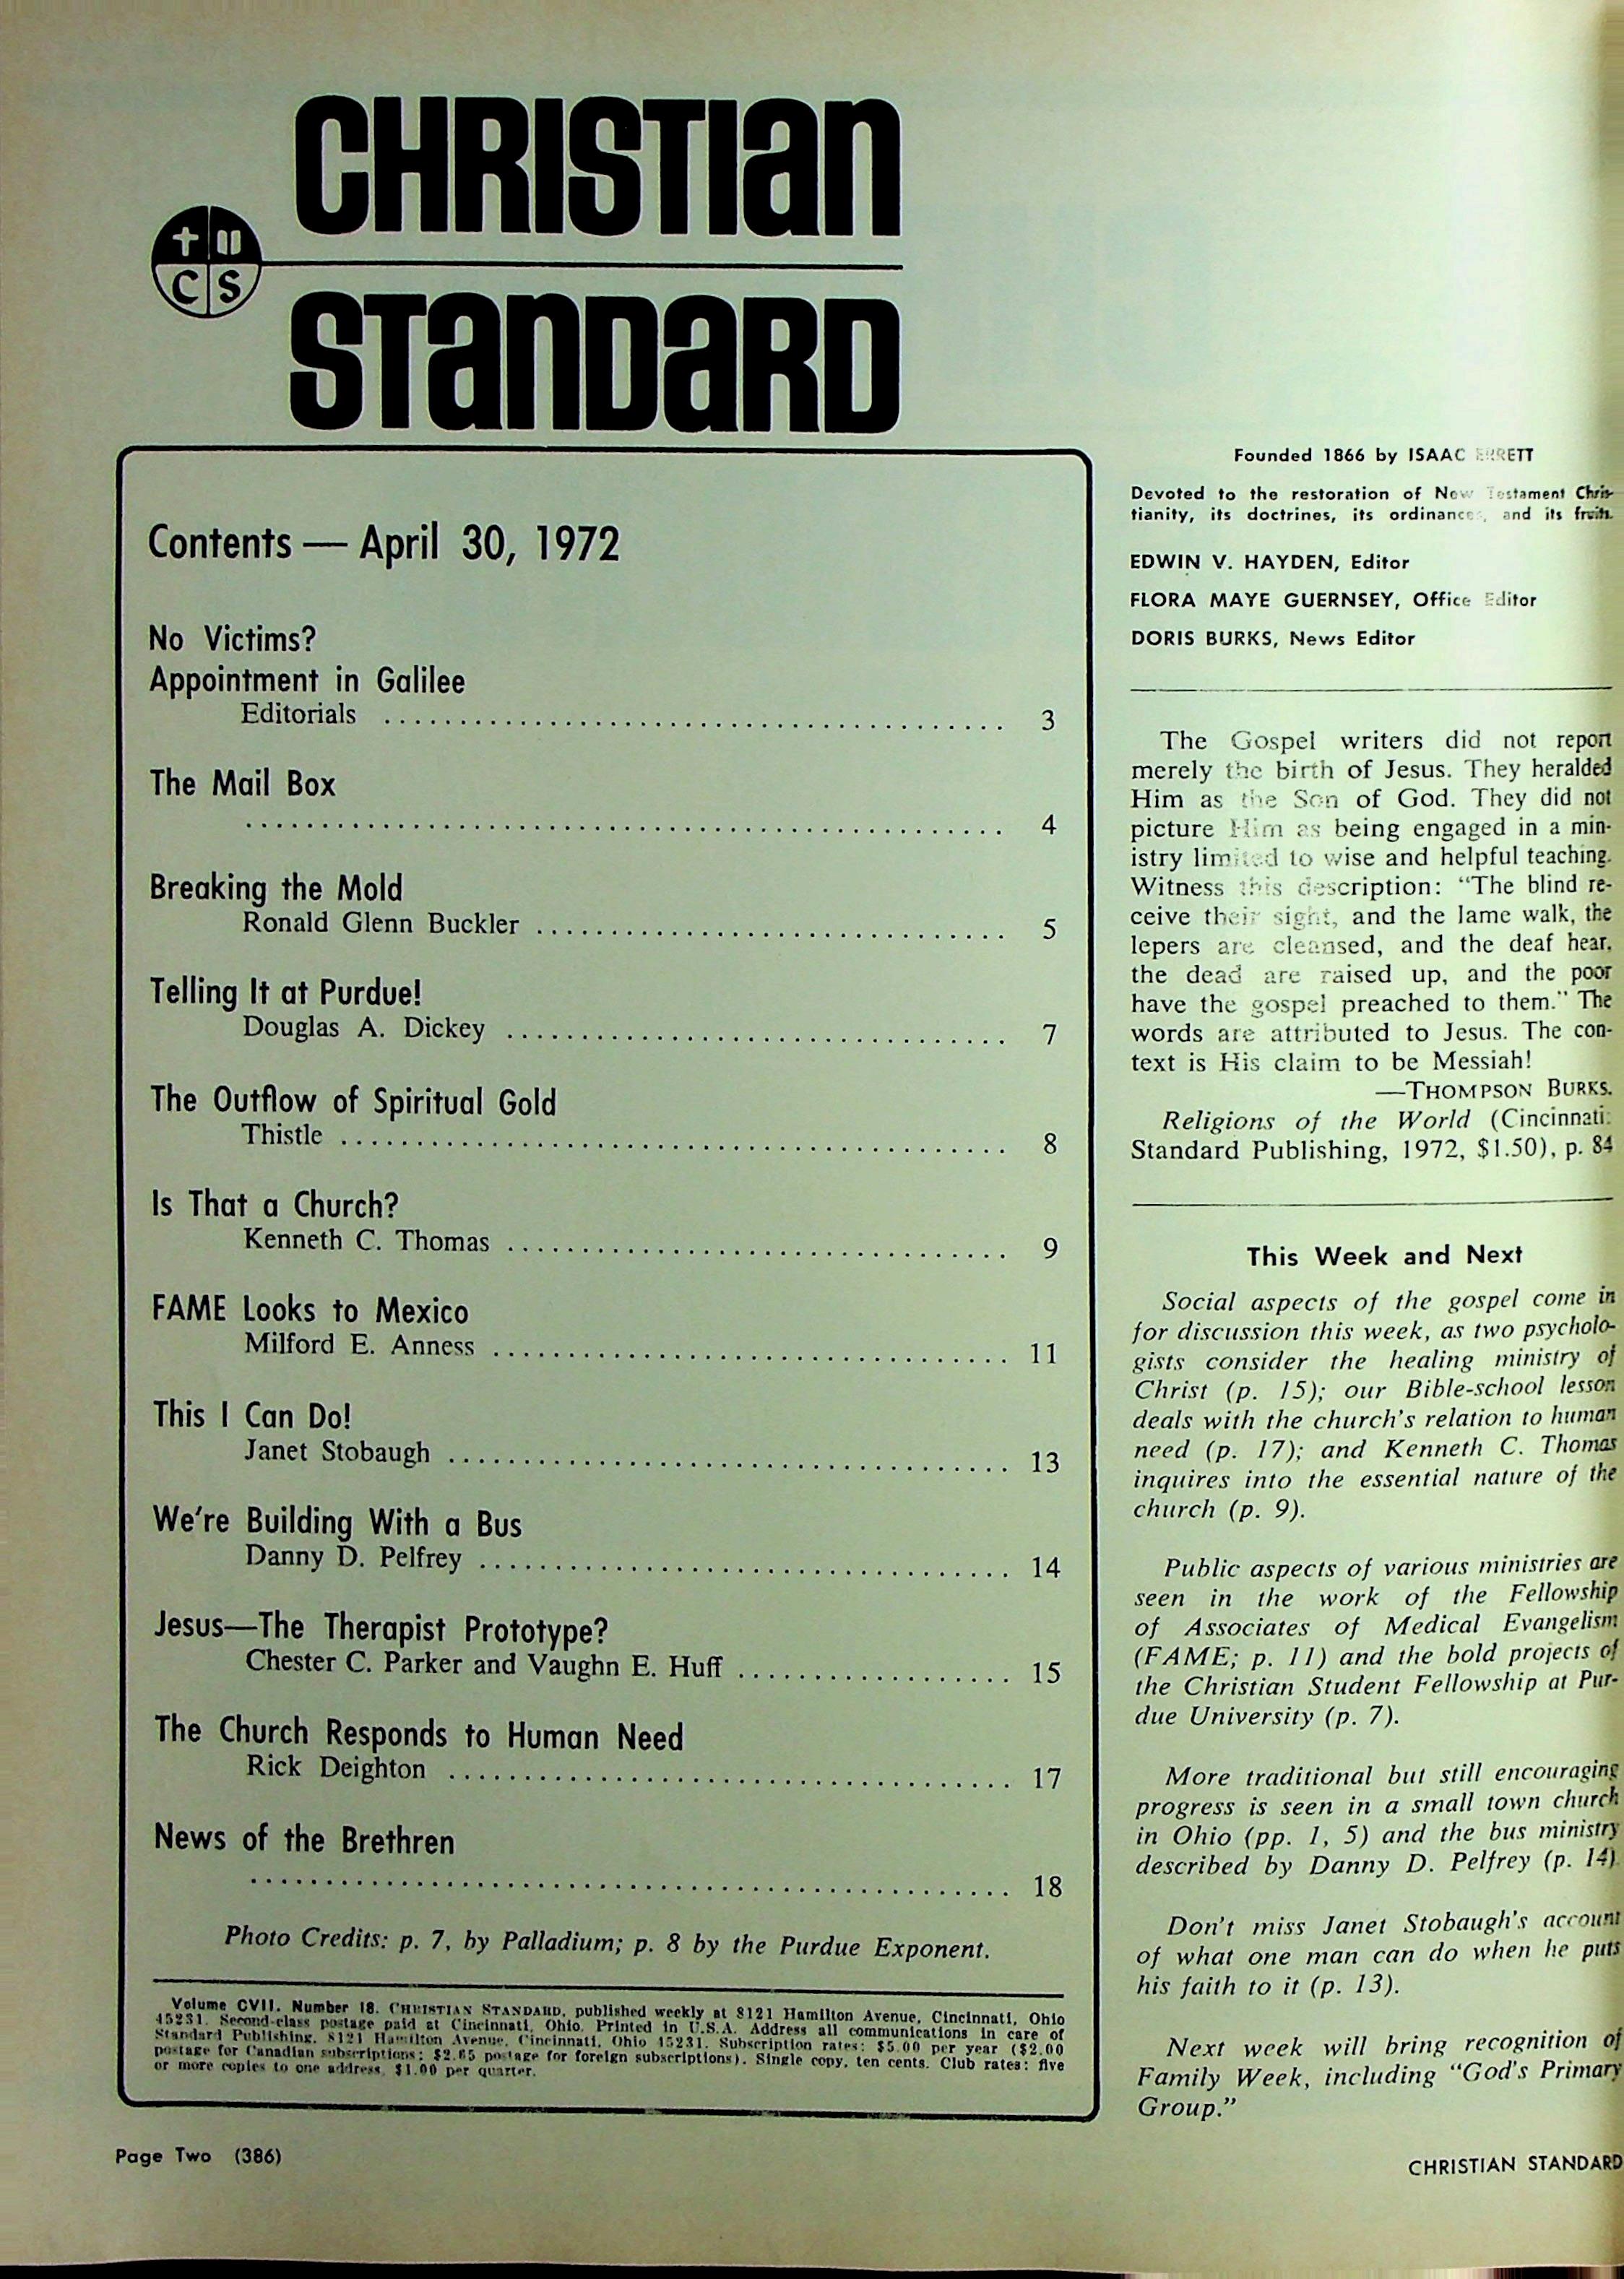 CHRISTIAN
STANDARD
C S
Contents — April 30, 1972
No Victims?
Appointment in Galilee
Editorials ........................................ 3
The Mail Box
........................................ 4
Breaking the Mold
Ronald Glenn Buckler ........................................ 5
Telling It at Purdue!
Douglas A. Dickey ........................................ 7
The Outflow of Spiritual Gold
Thistle ........................................ 8
Is That a Church?
Kenneth C. Thomas ........................................ 9
FAME Looks to Mexico
Milford E. Anness ........................................ 11
This I Can Do!
Janet Stobaugh ........................................ 13
We're Building With a Bus
Danny D. Pelfrey ........................................ 14
Jesus—The Therapist Prototype?
Chester C. Parker and Vaughn E. Huff .................. 15
The Church Responds to Human Need
Rick Deighton ........................................ 17
News of the Brethren
........................................ 18
Photo Credits: p. 7, by Palladium; p. 8 by the Purdue Exponent.
Volume CVII. Number 18. CHRISTIAN STANDARD, published weekly at 8121 Hamilton Avenue, Cincinnati, Ohio
45231. Second-class postage paid at Cincinnati, Ohio. Printed in U.S.A. Address all communications in care of
Standard Publishing, 8121 Hamilton Avenue, Cincinnati, Ohio 45231. Subscription rates: $5.00 per year ($2.00
postage for Canadian subscriptions; $2.65 postage for foreign subscriptions). Single copy, ten cents. Club rates: five
or more copies to one address, $1.00 per quarter.
Founded 1866 by ISAAC ERRETT
Devoted to the restoration of New Testament Chris-
tianity, its doctrines, its ordinances, and its fruits.
EDWIN V. HAYDEN, Editor
FLORA MAYE GUERNSEY, Office Editor
DORIS BURKS, News Editor
The Gospel writers did not report
merely the birth of Jesus. They heralded
Him as the Son of God. They did not
picture Him as being engaged in a min-
istry limited to wise and helpful teaching.
Witness this description: "The blind re-
ceive their sight, and the lame walk, the
lepers are cleansed, and the deaf hear,
the dead are raised up, and the poor
have the gospel preached to them." The
words are attributed to Jesus. The con-
text is His claim to be Messiah!
—THOMPSON BURKS.
Religions of the World (Cincinnati:
Standard Publishing, 1972, $1.50), p. 84
This Week and Next
Social aspects of the gospel come in
for discussion this week, as two psycholo-
gists consider the healing ministry of
Christ (p. 15); our Bible-school lesson
deals with the church's relation to human
need (p. 17); and Kenneth C. Thomas
inquires into the essential nature of the
church (p. 9).
Public aspects of various ministries are
seen in the work of the Fellowship
of Associates of Medical Evangelism
(FAME; p. 11) and the bold projects of
the Christian Student Fellowship at Pur-
due University (p. 7).
More traditional but still encouraging
progress is seen in a small town church
in Ohio (pp. 1, 5) and the bus ministry
described by Danny D. Pelfrey (p. 14).
Don't miss Janet Stobaugh's account
of what one man can do when he puts
his faith to it (p. 13).
Next week will bring recognition of
Family Week, including "God's Primary
Group."
Page Two (386)
CHRISTIAN STANDARD